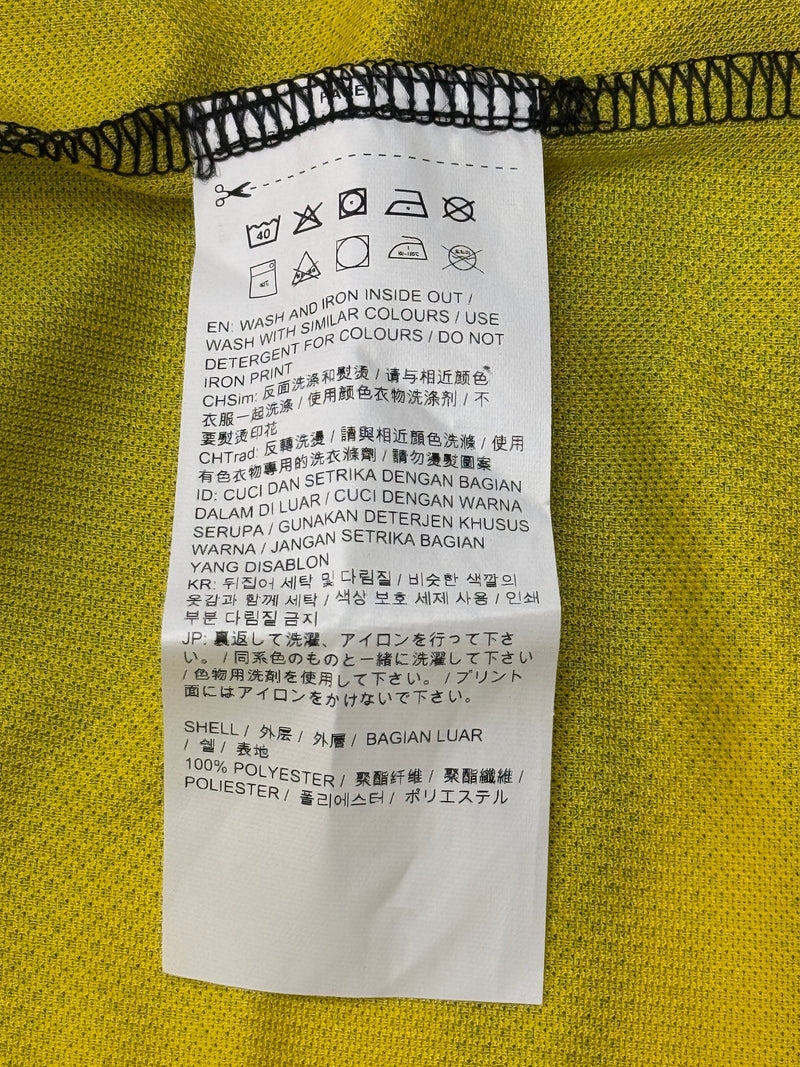 40
EN: WASH AND IRON INSIDE OUT /
WASH WITH SIMILAR COLOURS / USE
DETERGENT FOR COLOURS / DO NOT
IRON PRINT
CHSim: 反面洗涤和熨烫 / 请与相近颜色
衣服一起洗涤 / 使用颜色衣物洗涤剂 / 不
要熨烫印花
CHTrad: 反轉洗燙 / 請與相近顏色洗滌 / 使用
有色衣物專用的洗衣滌劑 / 請勿燙熨圖案
ID: CUCI DAN SETRIKA DENGAN BAGIAN
DALAM DI LUAR / CUCI DENGAN WARNA
SERUPA / GUNAKAN DETERJEN KHUSUS
WARNA / JANGAN SETRIKA BAGIAN
YANG DISABLON
KR: 뒤집어 세탁 및 다림질 / 비슷한 색깔의
옷감과 함께 세탁 / 색상 보호 세제 사용 / 인쇄
부분 다림질 금지
JP: 裏返して洗濯、アイロンを行って下さ
い。 / 同系色のものと一緒に洗濯して下さい
/ 色物用洗剤を使用して下さい。 / プリント
面にはアイロンをかけないで下さい。
SHELL / 外层 / 外層 / BAGIAN LUAR
/ 쉘 / 表地
100% POLYESTER / 聚酯纤维 / 聚酯纖維 /
POLIESTER / 폴리에스터 / ポリエステル